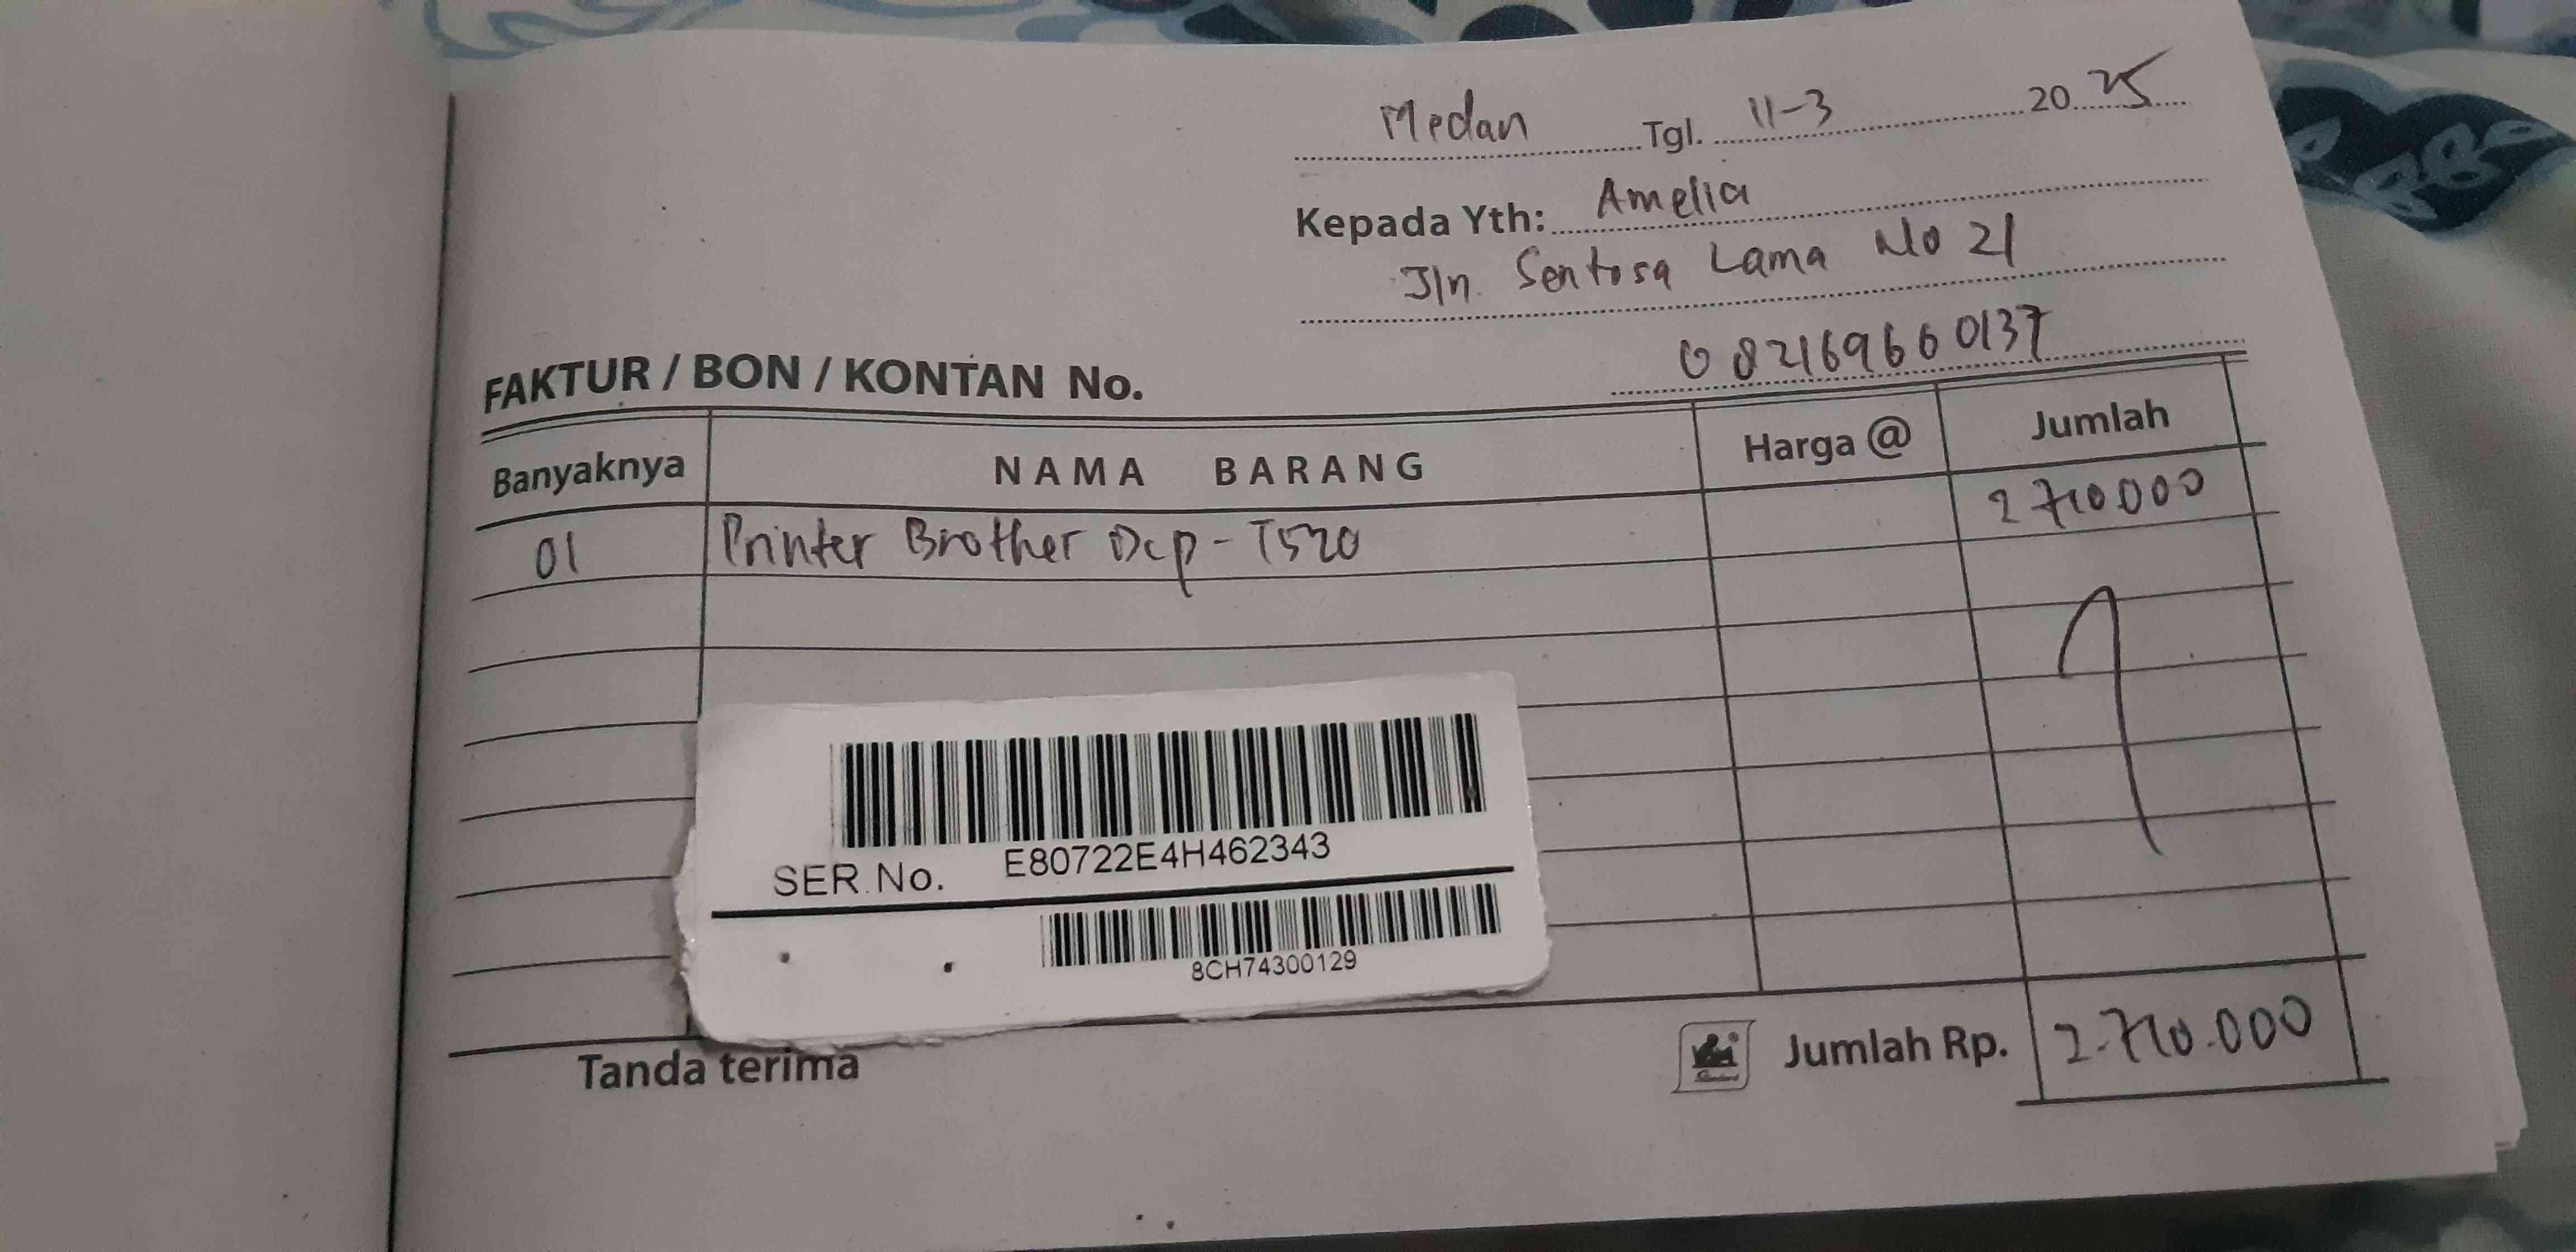 Medan Tgl. 11-3 2025
Kepada Yth: Amelia
Jln. Sentosa Lama No 21
082169660137
FAKTUR / BON / KONTAN No.
Banyaknya NAMA BARANG Harga @ Jumlah
01 Printer Brother Dcp - T520 2710000
SER.No. E80722E4H462343
8CH74300129
Tanda terima Jumlah Rp. 2.710.000